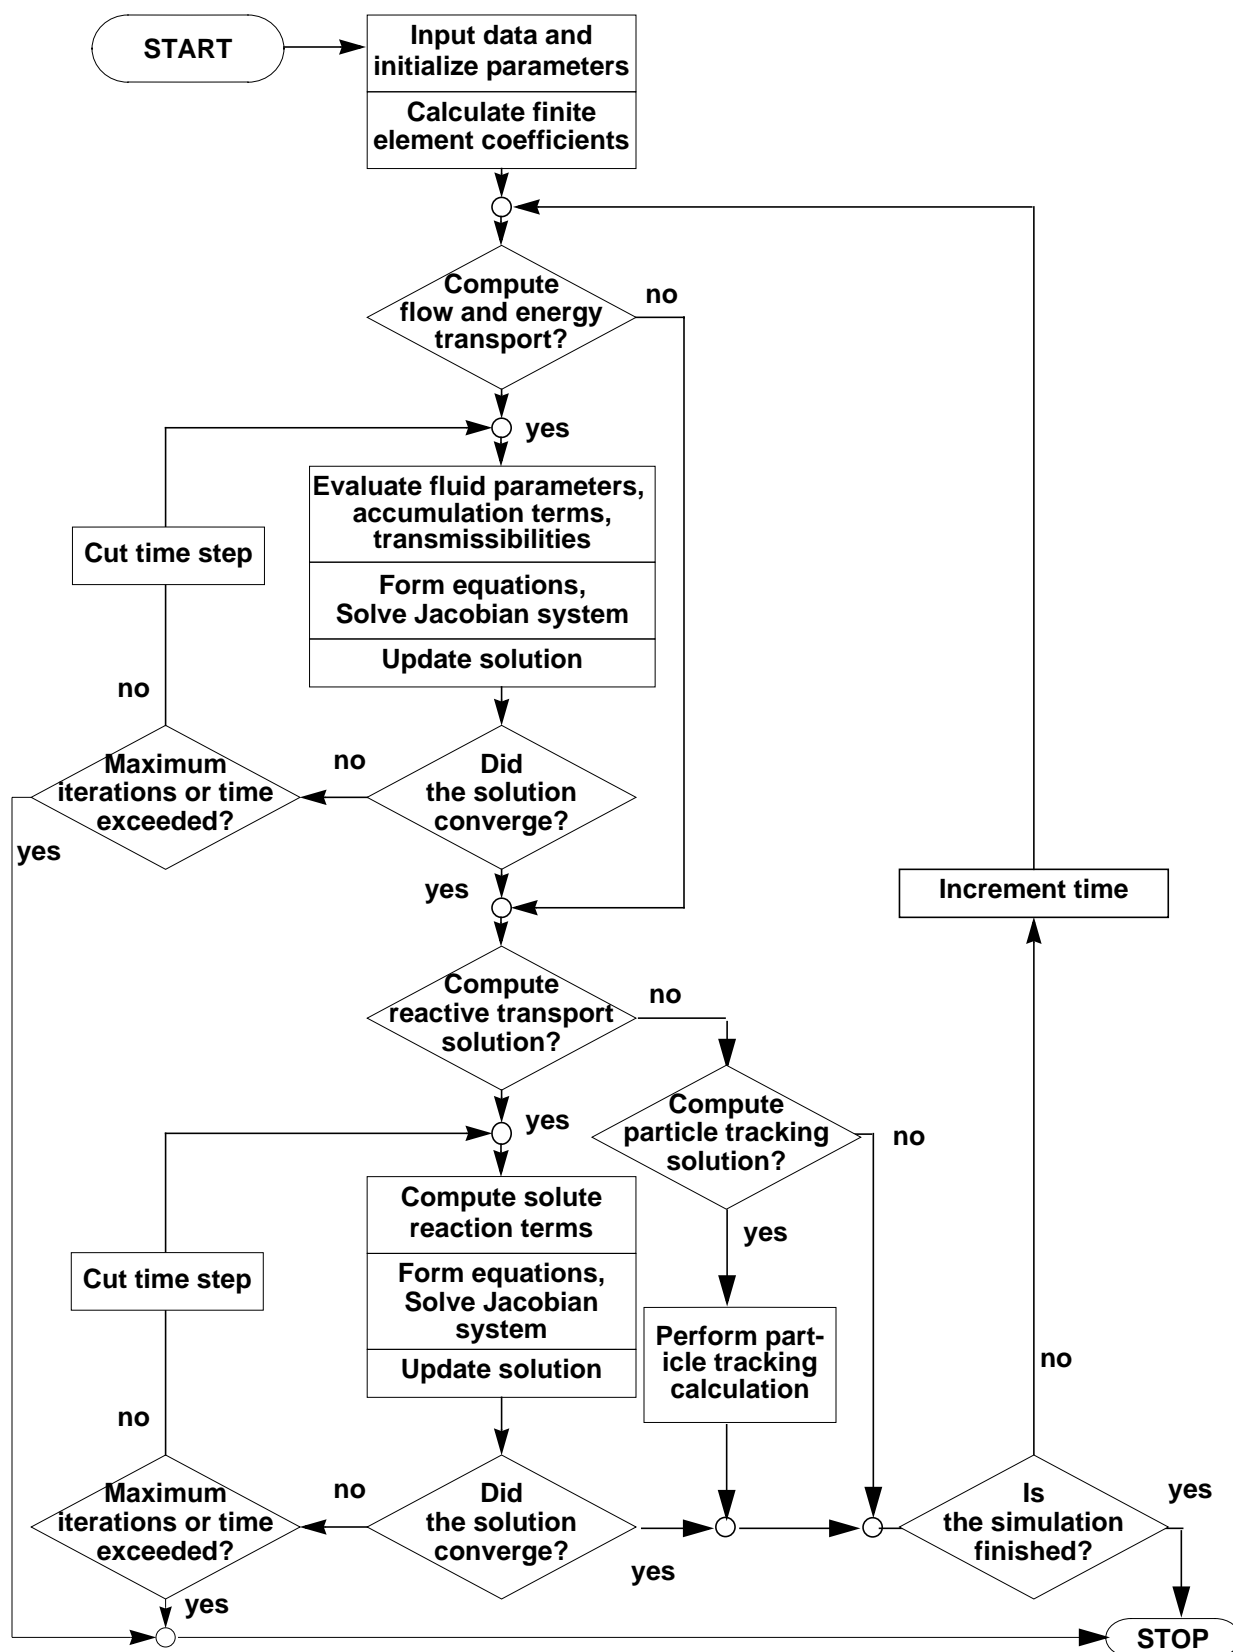 START
Input data and
initialize parameters
Calculate finite
element coefficients
Compute
flow and energy
transport?
no
yes
Evaluate fluid parameters,
accumulation terms,
transmissibilities
Cut time step
Form equations,
Solve Jacobian system
Update solution
no
Maximum
iterations or time
exceeded?
no
Did
the solution
converge?
yes
yes
Increment time
Compute
reactive transport
solution?
no
yes
Compute
particle tracking
solution?
no
Compute solute
reaction terms
yes
Cut time step
Form equations,
Solve Jacobian
system
Update solution
Perform part-
icle tracking
calculation
no
no
Maximum
iterations or time
exceeded?
no
Did
the solution
converge?
yes
Is
the simulation
finished?
yes
yes
STOP